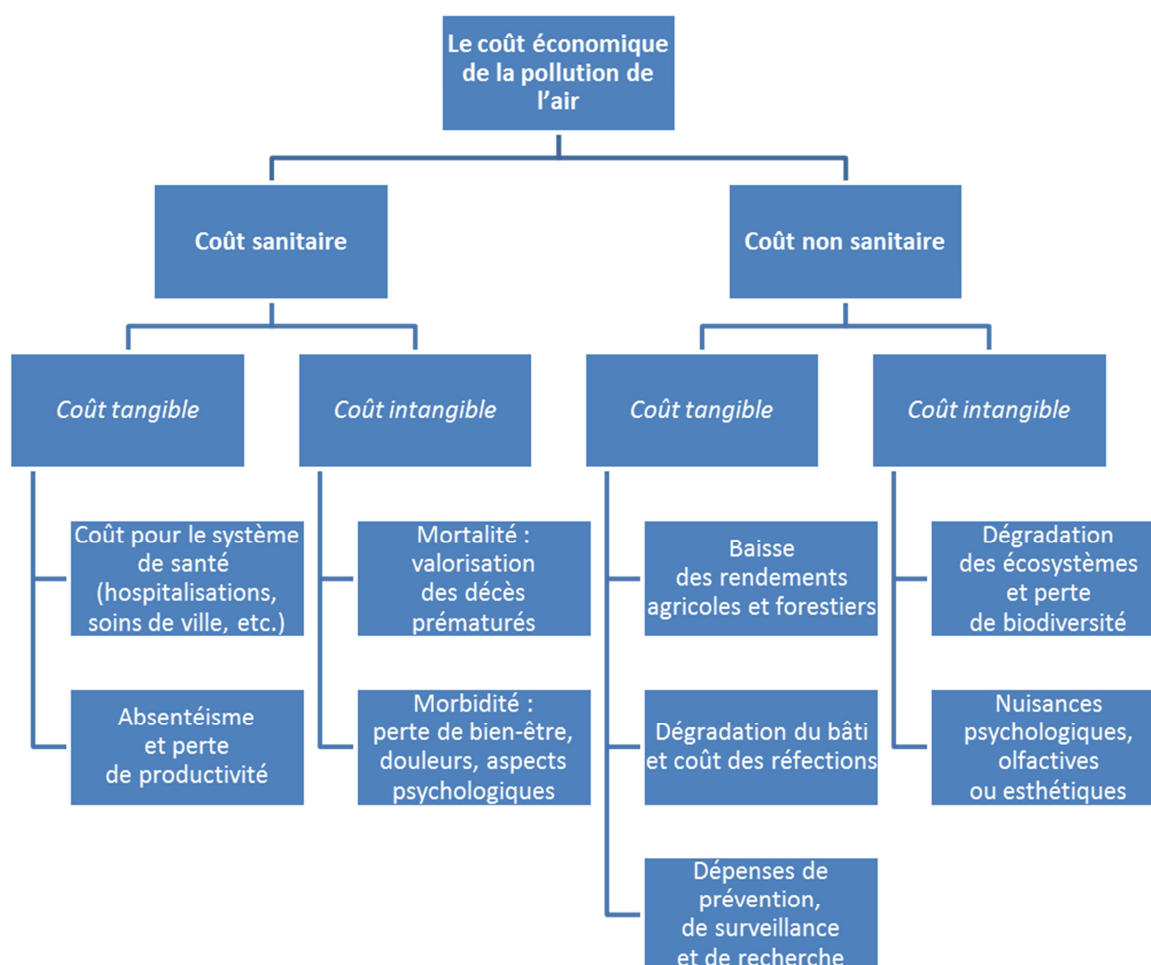 Le coût économique
de la pollution de
l'air
Coût sanitaire
Coût non sanitaire
Coût tangible
Coût intangible
Coût tangible
Coût intangible
Coût pour le système
de santé
(hospitalisations,
soins de ville, etc.)
Mortalité :
valorisation
des décès
prématurés
Baisse
des rendements
agricoles et forestiers
Dégradation
des écosystèmes
et perte
de biodiversité
Absentéisme
et perte
de productivité
Morbidité :
perte de bien-être,
douleurs, aspects
psychologiques
Dégradation du bâti
et coût des réfections
Nuisances
psychologiques,
olfactives
ou esthétiques
Dépenses de
prévention,
de surveillance
et de recherche